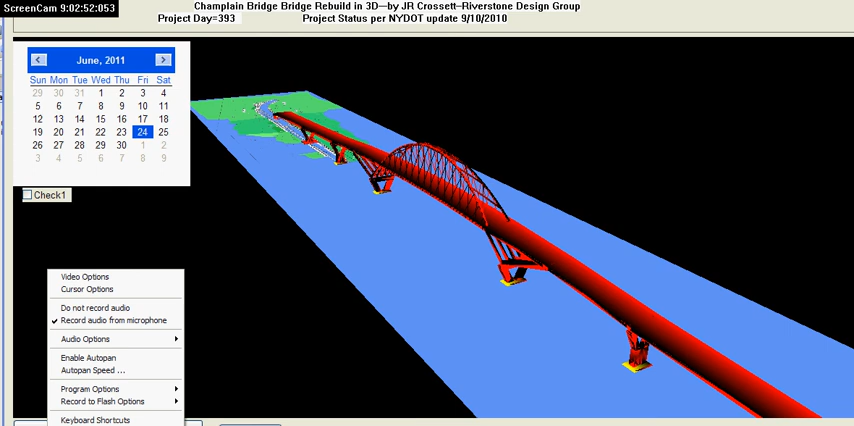 ScreenCam 9:02:52:053
Champlain Bridge Bridge Rebuild in 3D—by JR Crossett–Riverstone Design Group
Project Day=393
Project Status per NYDOT update 9/10/2010
June, 2011
Sun Mon Tue Wed Thu Fri Sat
29 30 31 1 2 3 4
5 6 7 8 9 10 11
12 13 14 15 16 17 18
19 20 21 22 23 24 25
26 27 28 29 30 1 2
3 4 5 6 7 8 9
Check1
Video Options
Cursor Options
Do not record audio
Record audio from microphone
Audio Options
Enable Autopan
Autopan Speed ...
Program Options
Record to Flash Options
Keyboard Shortcuts